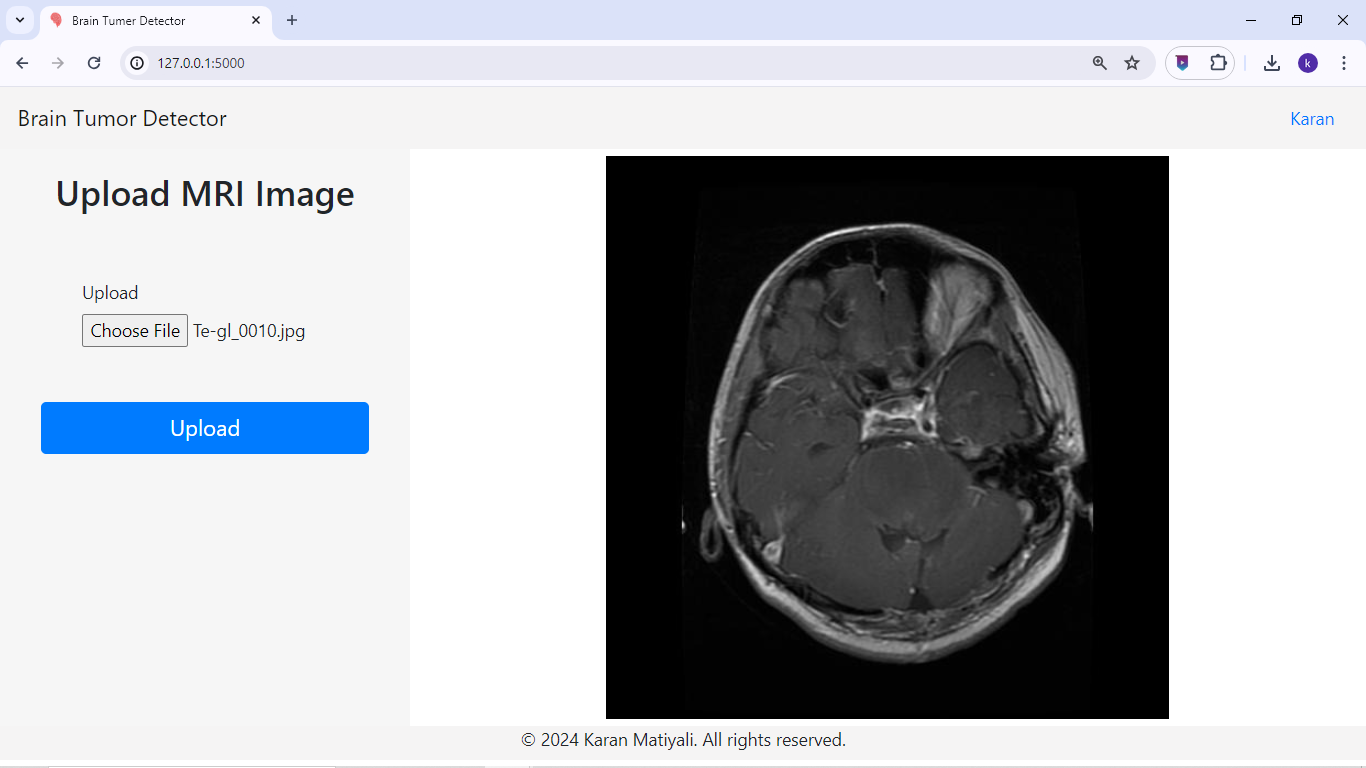 Brain Tumer Detector
127.0.0.1:5000
k
Brain Tumor Detector
Karan
Upload MRI Image
Upload
Choose File Te-gl_0010.jpg
Upload
© 2024 Karan Matiyali. All rights reserved.